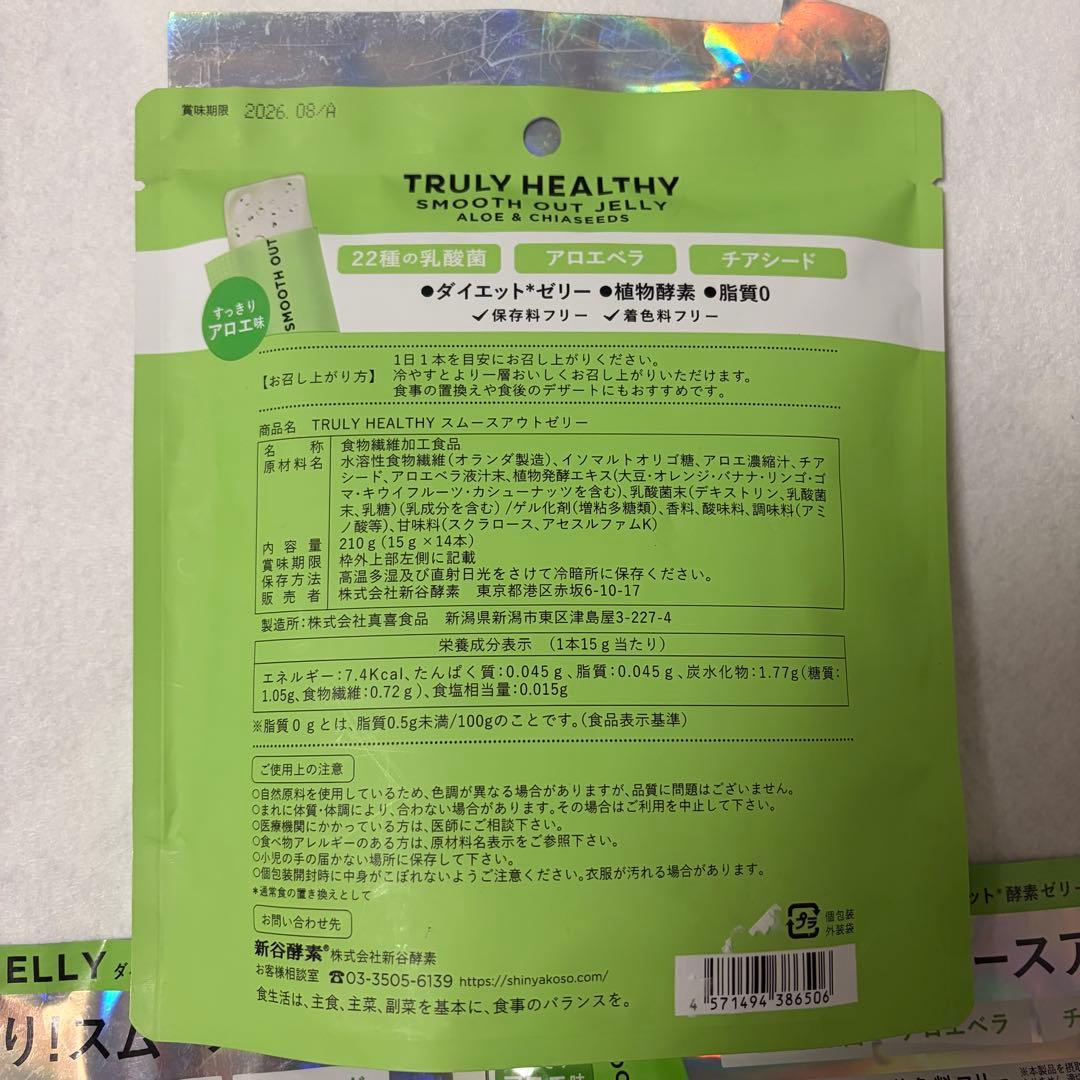 賞味期限 2026.08/A
TRULY HEALTHY
SMOOTH OUT JELLY
ALOE & CHIASEEDS
SMOOTH OUT
すっきり
アロエ味
22種の乳酸菌 アロエベラ チアシード
●ダイエット*ゼリー ●植物酵素 ●脂質0
✓保存料フリー ✓着色料フリー
【お召し上がり方】
1日1本を目安にお召し上がりください。
冷やすとより一層おいしくお召し上がりいただけます。
食事の置換えや食後のデザートにもおすすめです。
商品名 TRULY HEALTHY スムースアウトゼリー
名称 食物繊維加工食品
原材料名 水溶性食物繊維(オランダ製造)、イソマルトオリゴ糖、アロエ濃縮汁、チア
シード、アロエベラ液汁末、植物発酵エキス(大豆・オレンジ・バナナ・リンゴ・ゴ
マ・キウイフルーツ・カシューナッツを含む)、乳酸菌末(デキストリン、乳酸菌
末、乳糖)(乳成分を含む)/ゲル化剤(増粘多糖類)、香料、酸味料、調味料(アミ
ノ酸等)、甘味料(スクラロース、アセスルファムK)
内容量 210g(15g×14本)
賞味期限 枠外上部左側に記載
保存方法 高温多湿及び直射日光をさけて冷暗所に保存ください。
販売者 株式会社新谷酵素 東京都港区赤坂6-10-17
製造所:株式会社真喜食品 新潟県新潟市東区津島屋3-227-4
栄養成分表示 (1本15g当たり)
エネルギー:7.4Kcal、たんぱく質:0.045g、脂質:0.045g、炭水化物:1.77g(糖質:
1.05g、食物繊維:0.72g)、食塩相当量:0.015g
※脂質0gとは、脂質0.5g未満/100gのことです。(食品表示基準)
ご使用上の注意
○自然原料を使用しているため、色調が異なる場合がありますが、品質に問題はございません。
○まれに体質・体調により、合わない場合があります。その場合はご利用を中止して下さい。
○医療機関にかかっている方は、医師にご相談下さい。
○食べ物アレルギーのある方は、原材料名表示をご参照下さい。
○小児の手の届かない場所に保存して下さい。
○個包装開封時に中身がこぼれないようご注意ください。衣服が汚れる場合があります。
*通常食の置き換えとして
お問い合わせ先
新谷酵素®株式会社新谷酵素
お客様相談室 ☎03-3505-6139 https://shinyakoso.com/
食生活は、主食、主菜、副菜を基本に、食事のバランスを。
プラ
個包装
外装袋
4 571494 386506
ELLY ダイ
り!スム
ット*酵素ゼリー
ースア
アロエベラ
チ
アロエ味
※本製品を摂取